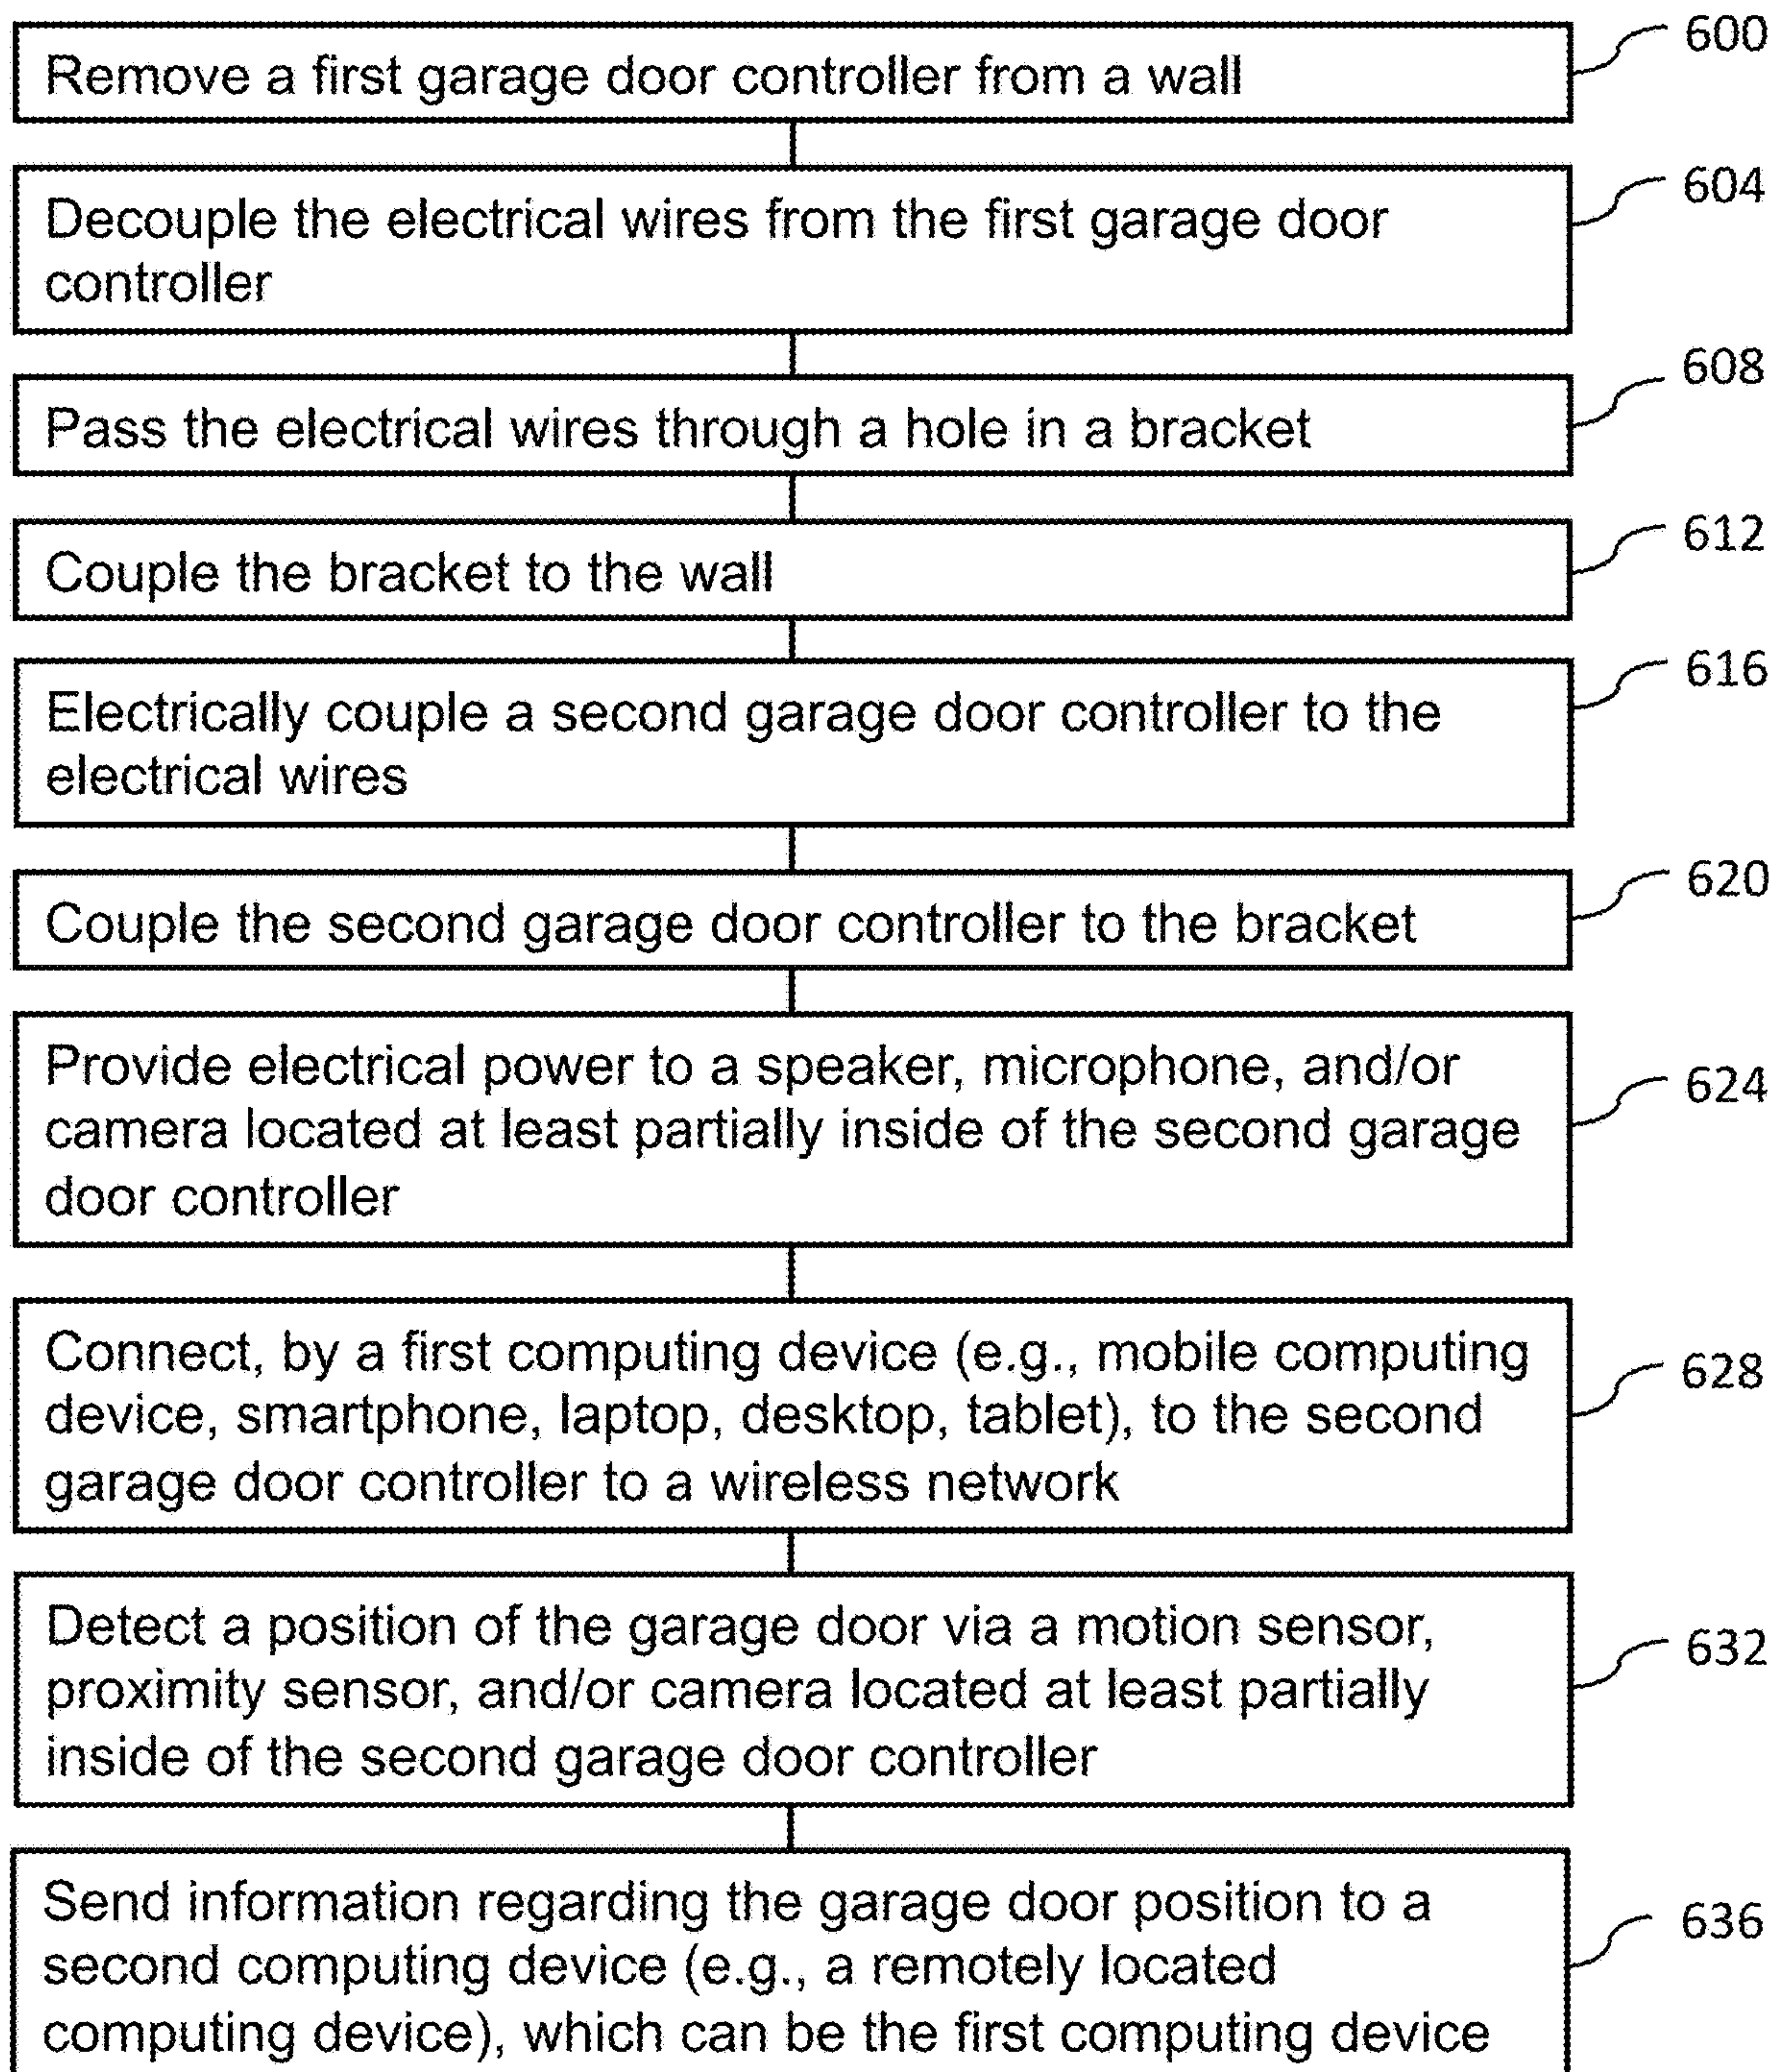 600
Remove a first garage door controller from a wall
604
Decouple the electrical wires from the first garage door
controller
608
Pass the electrical wires through a hole in a bracket
612
Couple the bracket to the wall
616
Electrically couple a second garage door controller to the
electrical wires
620
Couple the second garage door controller to the bracket
624
Provide electrical power to a speaker, microphone, and/or
camera located at least partially inside of the second garage
door controller
628
Connect, by a first computing device (e.g., mobile computing
device, smartphone, laptop, desktop, tablet), to the second
garage door controller to a wireless network
632
Detect a position of the garage door via a motion sensor,
proximity sensor, and/or camera located at least partially
inside of the second garage door controller
636
Send information regarding the garage door position to a
second computing device (e.g., a remotely located
computing device), which can be the first computing device